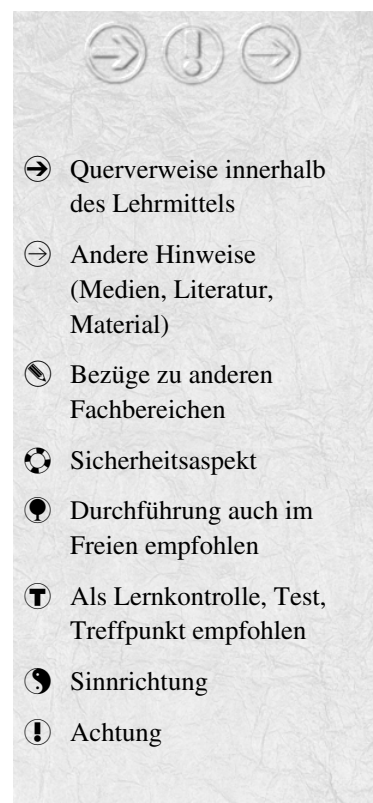 Querverweise innerhalb
des Lehrmittels
Andere Hinweise
(Medien, Literatur,
Material)
Bezüge zu anderen
Fachbereichen
Sicherheitsaspekt
Durchführung auch im
Freien empfohlen
T Als Lernkontrolle, Test,
Treffpunkt empfohlen
Sinnrichtung
! Achtung